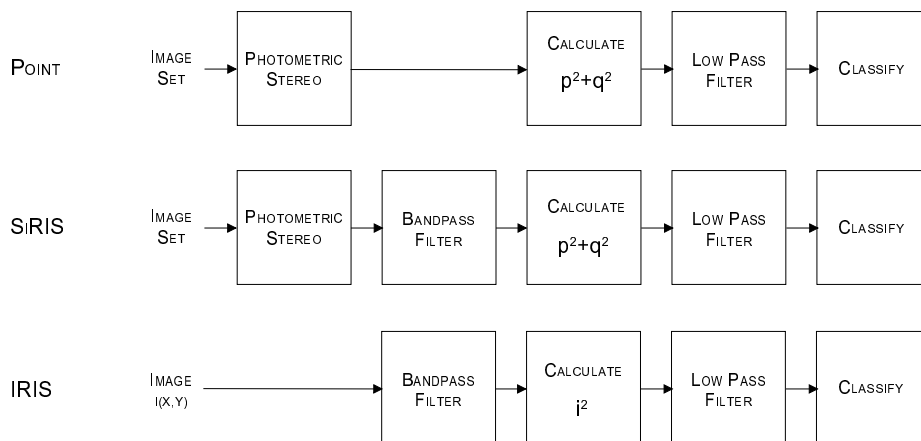 POINT
IMAGE
SET
PHOTOMETRIC
STEREO
CALCULATE
p²+q²
LOW PASS
FILTER
CLASSIFY
SIRIS
IMAGE
SET
PHOTOMETRIC
STEREO
BANDPASS
FILTER
CALCULATE
p²+q²
LOW PASS
FILTER
CLASSIFY
IRIS
IMAGE
I(X,Y)
BANDPASS
FILTER
CALCULATE
i²
LOW PASS
FILTER
CLASSIFY